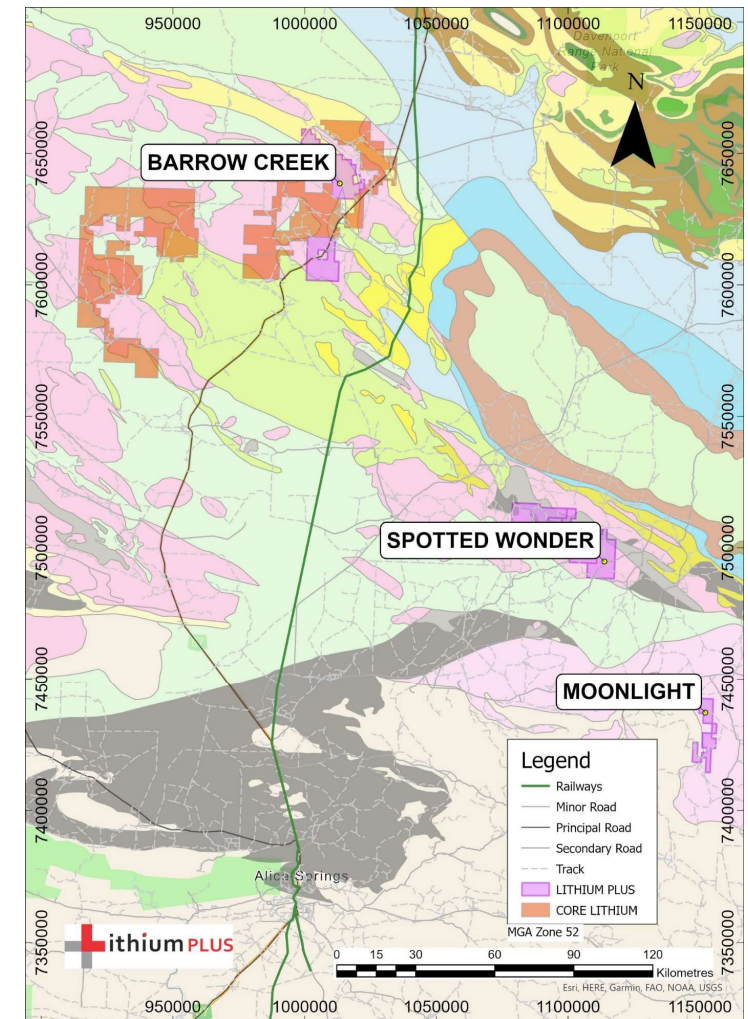 950000 1000000 1050000 1100000 1150000
Davenport
Range National
Park
N
7650000 7650000
BARROW CREEK
7600000 7600000
7550000 7550000
SPOTTED WONDER
7500000 7500000
7450000 7450000
MOONLIGHT
Legend
Railways
Minor Road
Principal Road
Secondary Road
Track
LITHIUM PLUS
CORE LITHIUM
7400000 7400000
Alice Springs
MGA Zone 52
Lithium PLUS
7350000 7350000
0 15 30 60 90 120
Kilometres
Esri, HERE, Garmin, FAO, NOAA, USGS
950000 1000000 1050000 1100000 1150000